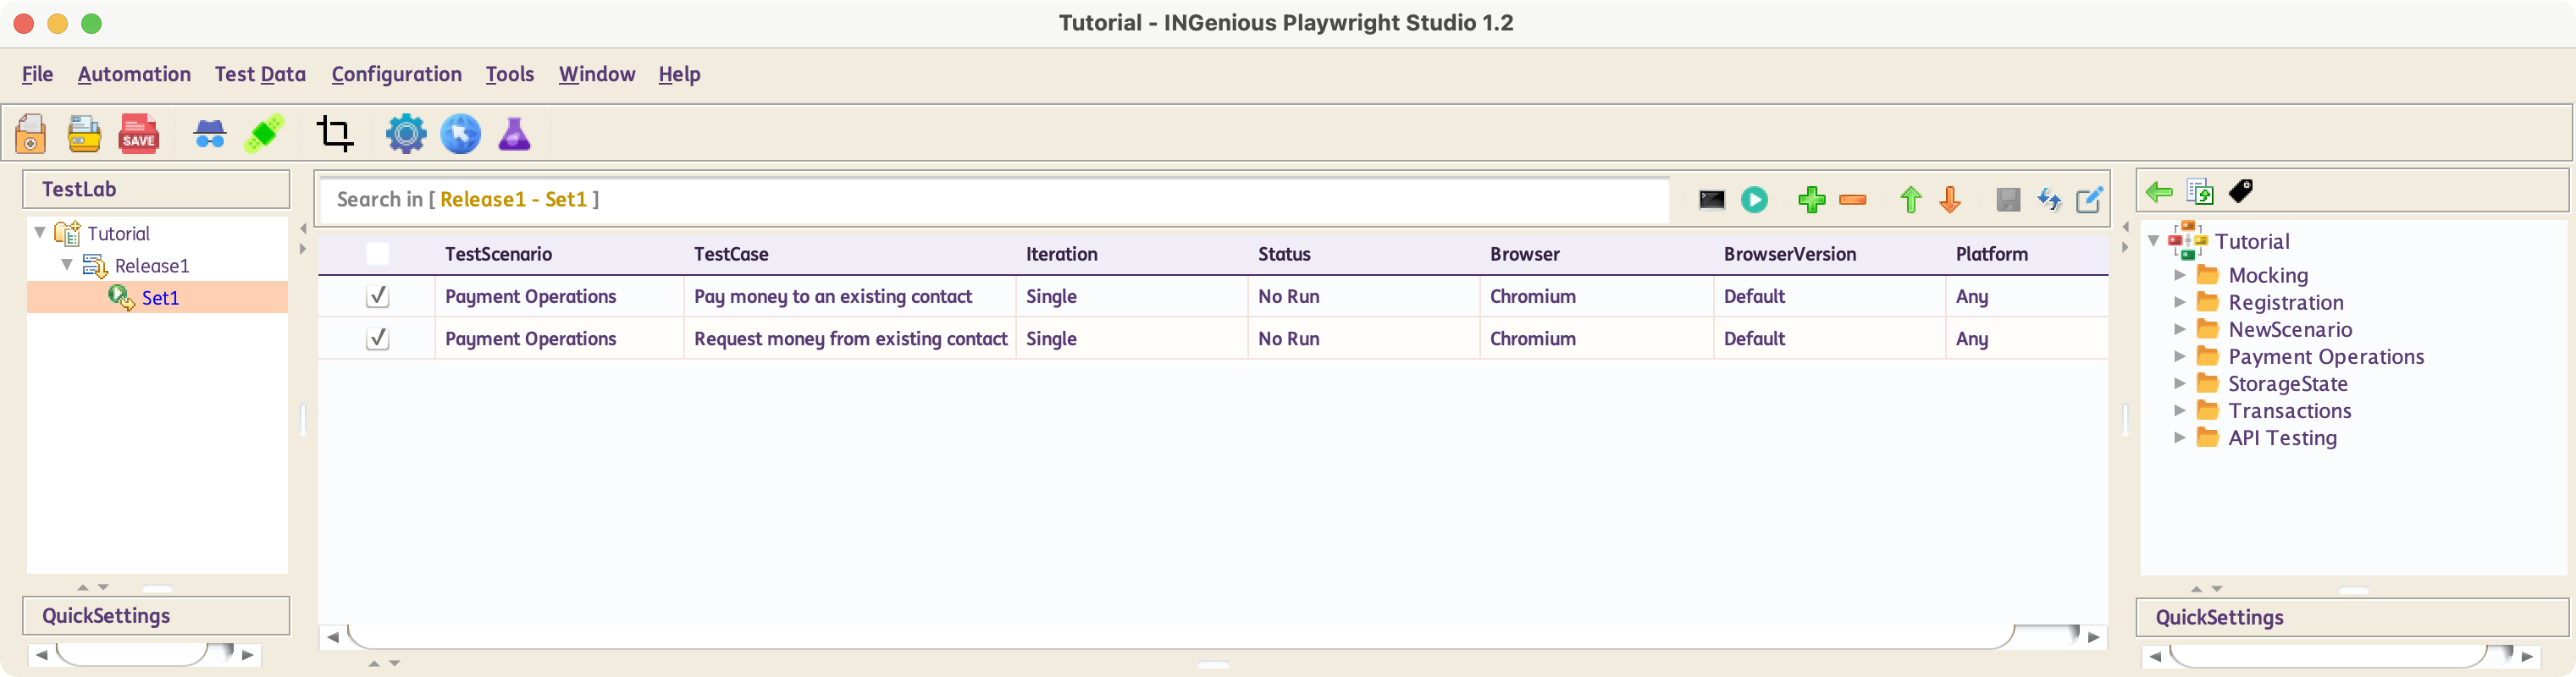 Tutorial - INGenious Playwright Studio 1.2
File Automation Test Data Configuration Tools Window Help
SAVE
TestLab
Tutorial
Release1
Set1
QuickSettings
Search in [ Release1 - Set1 ]
TestScenario TestCase Iteration Status Browser BrowserVersion Platform
Payment Operations Pay money to an existing contact Single No Run Chromium Default Any
Payment Operations Request money from existing contact Single No Run Chromium Default Any
Tutorial
Mocking
Registration
NewScenario
Payment Operations
StorageState
Transactions
API Testing
QuickSettings